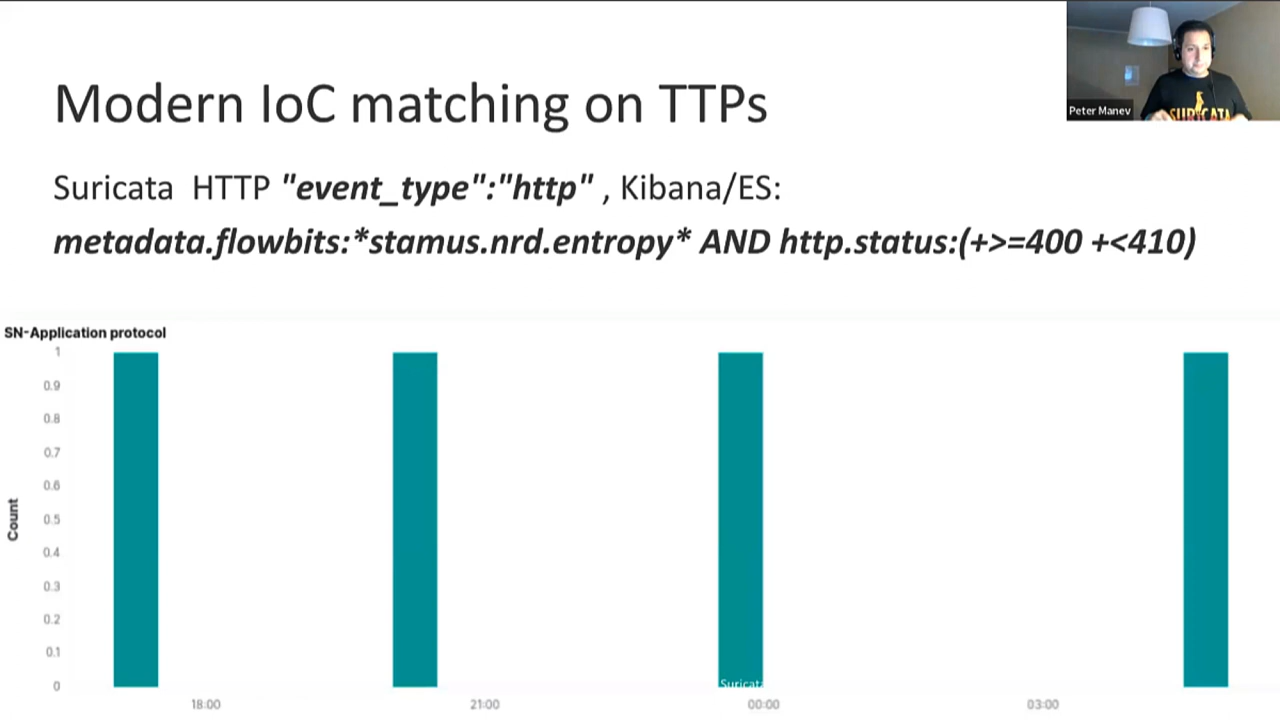 Modern IoC matching on TTPs
Peter Manev
SURICATA
Suricata HTTP "event_type":"http" , Kibana/ES:
metadata.flowbits:*stamus.nrd.entropy* AND http.status:(+>=400 +<410)
SN-Application protocol
1
0.9
0.8
0.7
0.6
0.5
0.4
0.3
0.2
0.1
0
Count
18:00
21:00
00:00
03:00